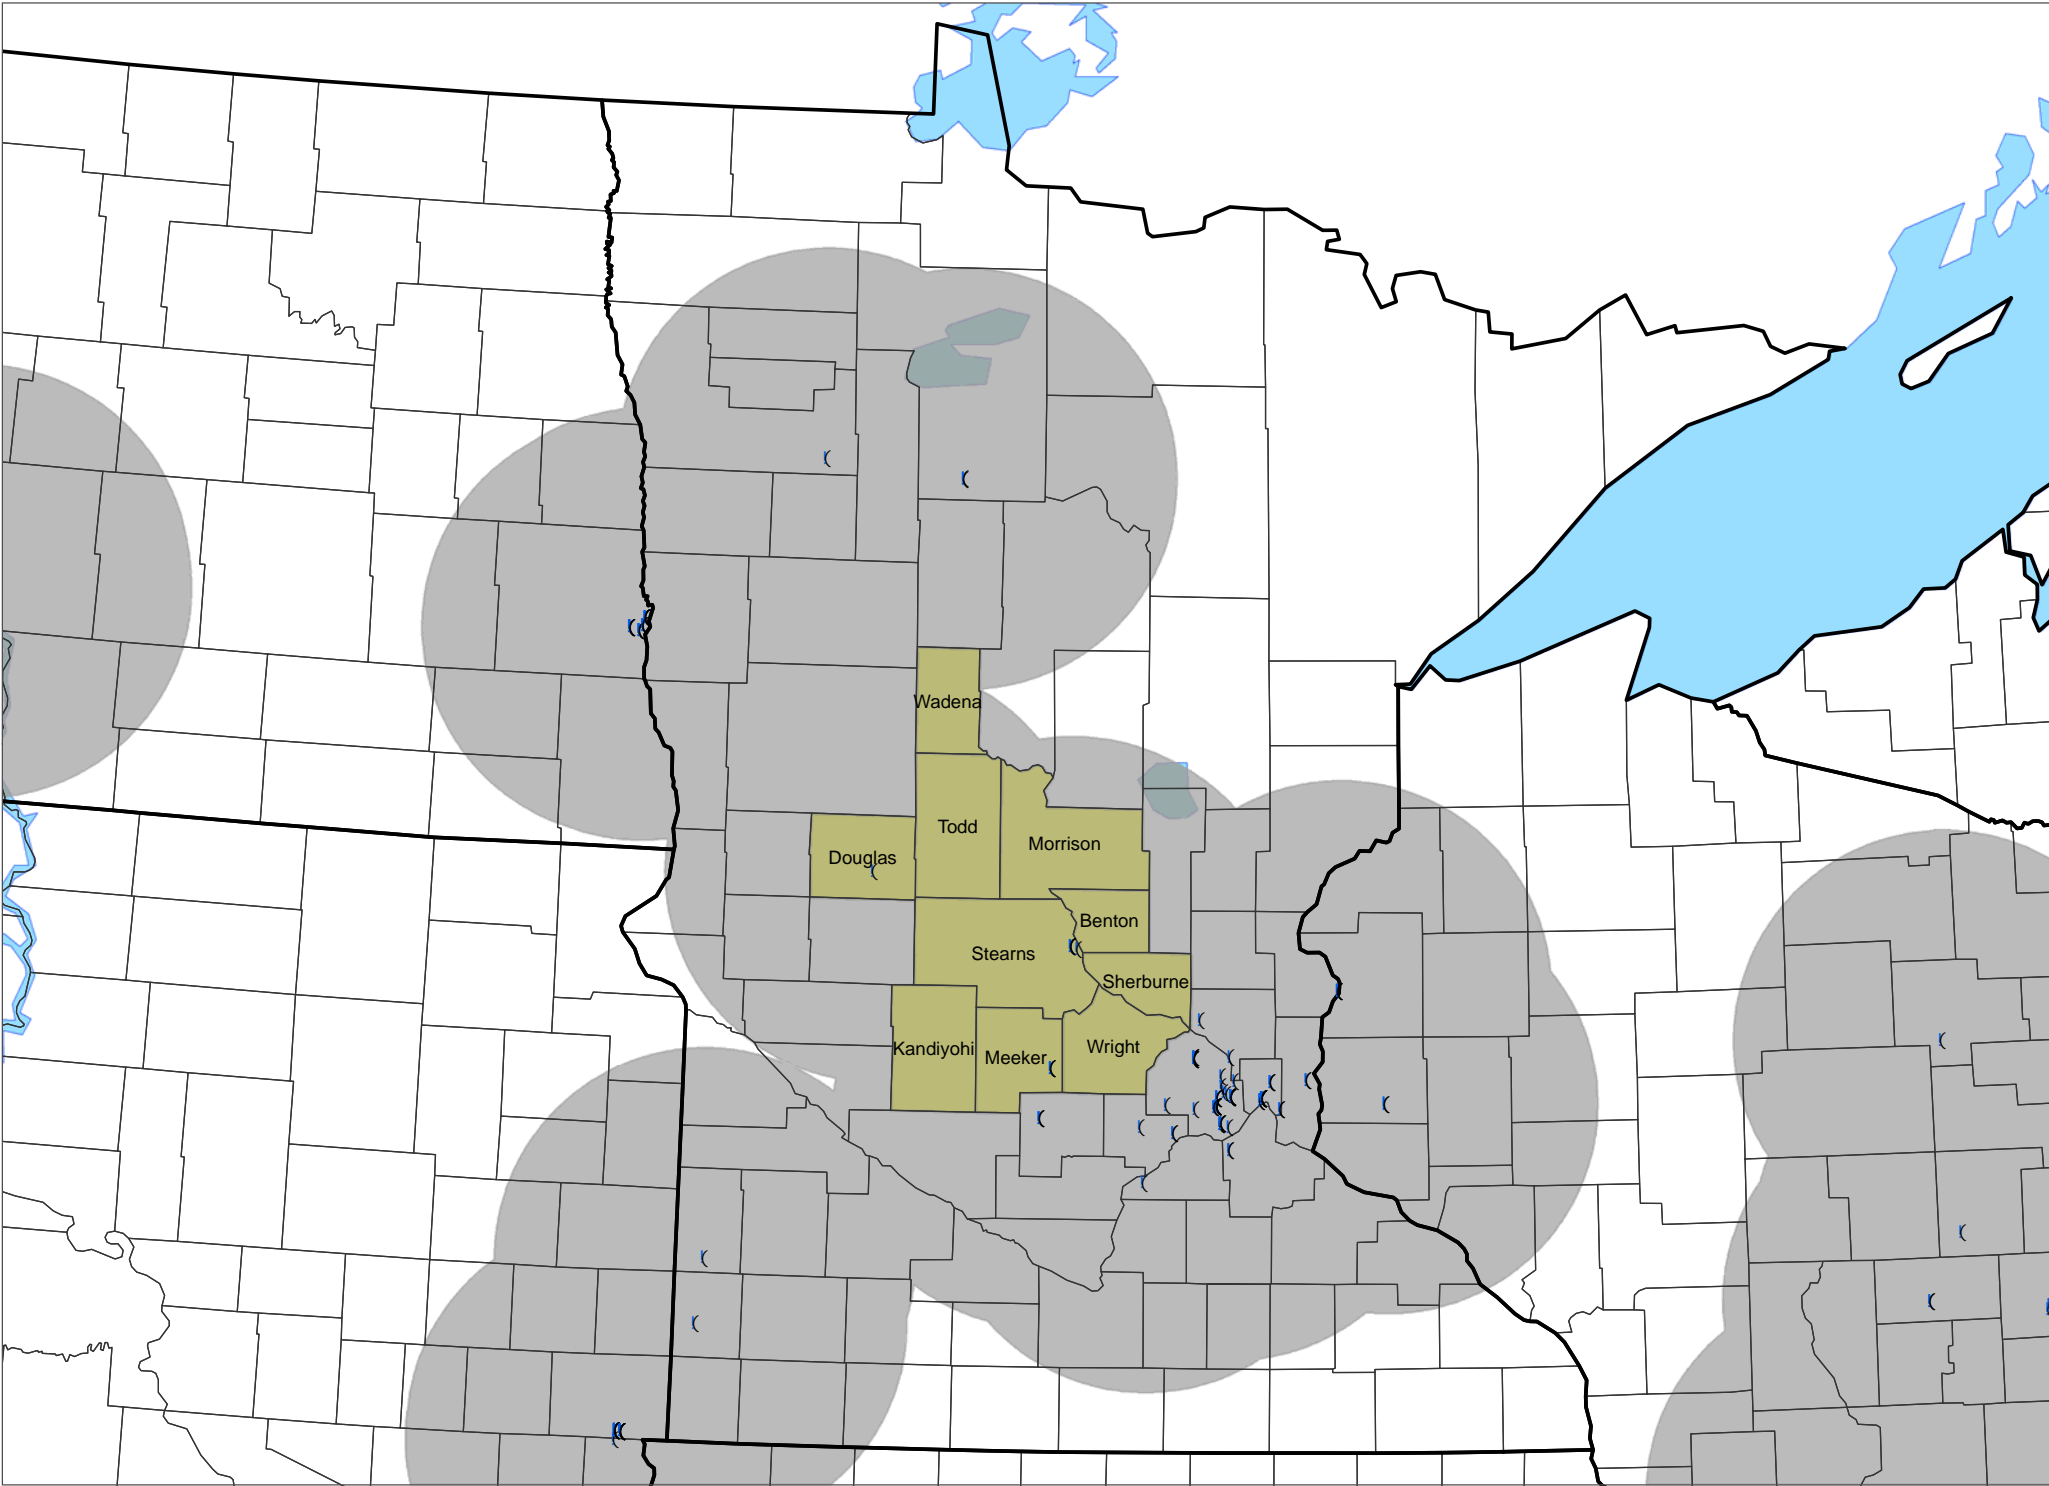 Wadena
Todd
Morrison
Douglas
Benton
Stearns
Sherburne
Kandiyohi
Meeker
Wright